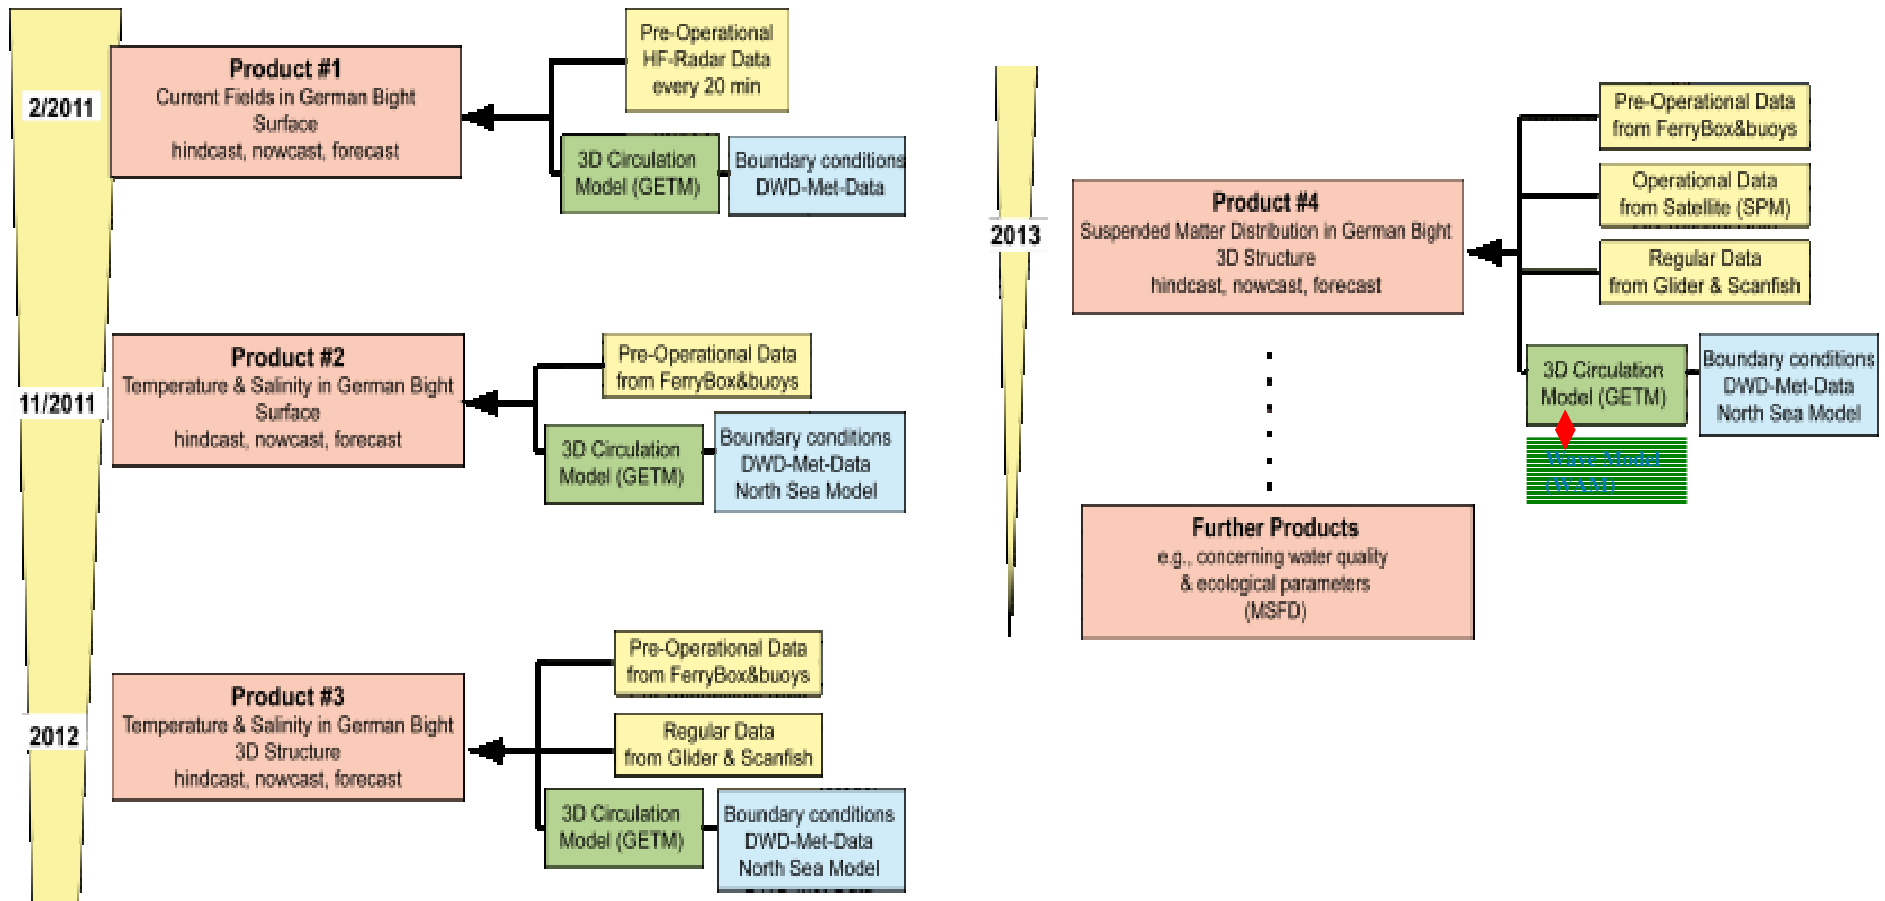 2/2011
Product #1
Current Fields in German Bight
Surface
hindcast, nowcast, forecast
Pre-Operational
HF-Radar Data
every 20 min
3D Circulation
Model (GETM)
Boundary conditions
DWD-Met-Data
11/2011
Product #2
Temperature & Salinity in German Bight
Surface
hindcast, nowcast, forecast
Pre-Operational Data
from FerryBox&buoys
3D Circulation
Model (GETM)
Boundary conditions
DWD-Met-Data
North Sea Model
2012
Product #3
Temperature & Salinity in German Bight
3D Structure
hindcast, nowcast, forecast
Pre-Operational Data
from FerryBox&buoys
Regular Data
from Glider & Scanfish
3D Circulation
Model (GETM)
Boundary conditions
DWD-Met-Data
North Sea Model
2013
Product #4
Suspended Matter Distribution in German Bight
3D Structure
hindcast, nowcast, forecast
Pre-Operational Data
from FerryBox&buoys
Operational Data
from Satellite (SPM)
Regular Data
from Glider & Scanfish
3D Circulation
Model (GETM)
Boundary conditions
DWD-Met-Data
North Sea Model
Wave Model
(WAM)
Further Products
e.g., concerning water quality
& ecological parameters
(MSFD)